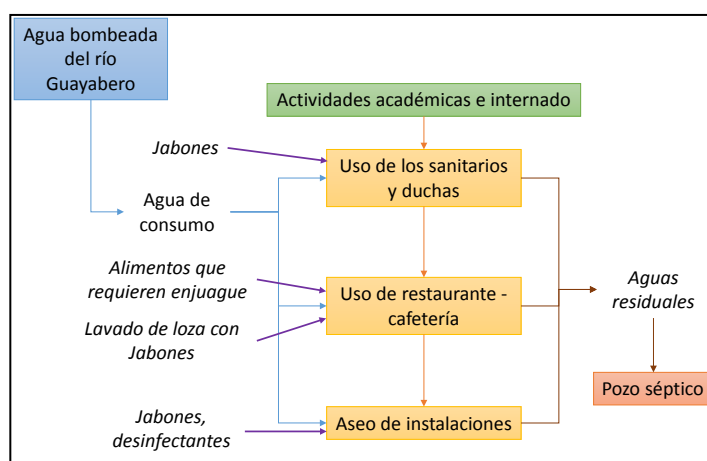 Agua bombeada
del río
Guayabero
Actividades académicas e internado
Jabones
Uso de los sanitarios
y duchas
Agua de
consumo
Alimentos que
requieren enjuague
Uso de restaurante -
cafetería
Lavado de loza con
Jabones
Aguas
residuales
Pozo séptico
Jabones,
desinfectantes
Aseo de instalaciones